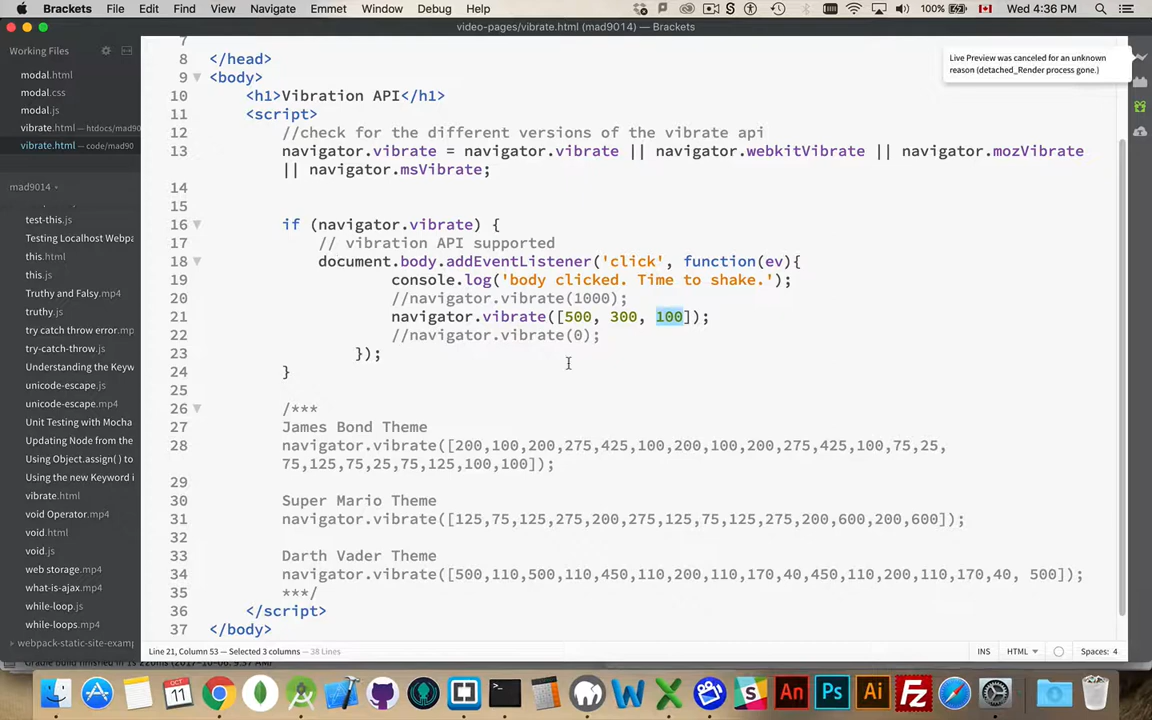 Brackets File Edit Find View Navigate Emmet Window Debug Help 100% Wed 4:36 PM
video-pages/vibrate.html (mad9014) — Brackets
Working Files
modal.html
modal.css
modal.js
vibrate.html — htdocs/mad90
vibrate.html — code/mad90
mad9014
test-this.js
Testing Localhost Webpa
this.html
this.js
Truthy and Falsy.mp4
truthy.js
try catch throw error.mp
try-catch-throw.js
Understanding the Keyw
unicode-escape.js
unicode-escape.mp4
Unit Testing with Mocha
Updating Node from the
Using Object.assign( ) to
Using the new Keyword i
vibrate.html
void Operator.mp4
void.html
void.js
web storage.mp4
what-is-ajax.mp4
while-loop.js
while-loops.mp4
webpack-static-site-examp
Live Preview was canceled for an unknown
reason (detached_Render process gone.)
7
8 </head>
9 <body>
10 <h1>Vibration API</h1>
11 <script>
12 //check for the different versions of the vibrate api
13 navigator.vibrate = navigator.vibrate || navigator.webkitVibrate || navigator.mozVibrate
|| navigator.msVibrate;
14
15
16 if (navigator.vibrate) {
17 // vibration API supported
18 document.body.addEventListener('click', function(ev){
19 console.log('body clicked. Time to shake.');
20 //navigator.vibrate(1000);
21 navigator.vibrate([500, 300, 100]);
22 //navigator.vibrate(0);
23 });
24 }
25
26 /***
27 James Bond Theme
28 navigator.vibrate([200,100,200,275,425,100,200,100,200,275,425,100,75,25,
75,125,75,25,75,125,100,100]);
29
30 Super Mario Theme
31 navigator.vibrate([125,75,125,275,200,275,125,75,125,275,200,600,200,600]);
32
33 Darth Vader Theme
34 navigator.vibrate([500,110,500,110,450,110,200,110,170,40,450,110,200,110,170,40, 500]);
35 ***/
36 </script>
37 </body>
Line 21, Column 53 — Selected 3 columns — 38 Lines
INS HTML Spaces: 4
OCT
11
An Ps Ai Fz